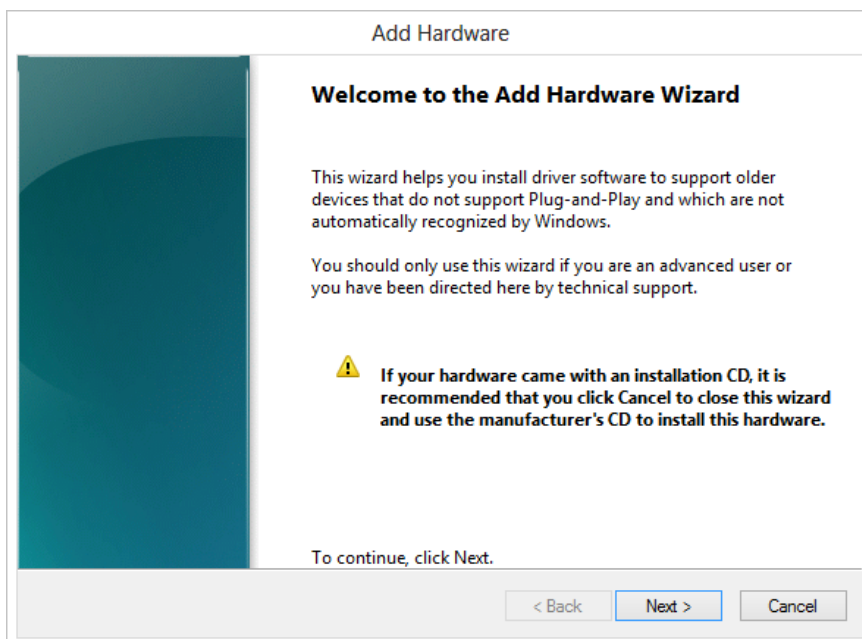 Add Hardware
Welcome to the Add Hardware Wizard
This wizard helps you install driver software to support older
devices that do not support Plug-and-Play and which are not
automatically recognized by Windows.
You should only use this wizard if you are an advanced user or
you have been directed here by technical support.
If your hardware came with an installation CD, it is
recommended that you click Cancel to close this wizard
and use the manufacturer's CD to install this hardware.
To continue, click Next.
< Back Next > Cancel